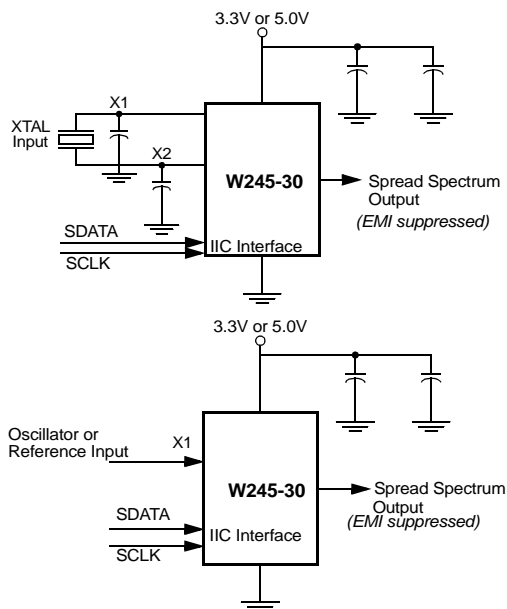 3.3V or 5.0V
X1
XTAL
Input
X2
W245-30
Spread Spectrum
Output
(EMI suppressed)
SDATA
IIC Interface
SCLK
3.3V or 5.0V
Oscillator or
Reference Input
X1
W245-30
Spread Spectrum
Output
(EMI suppressed)
SDATA
IIC Interface
SCLK